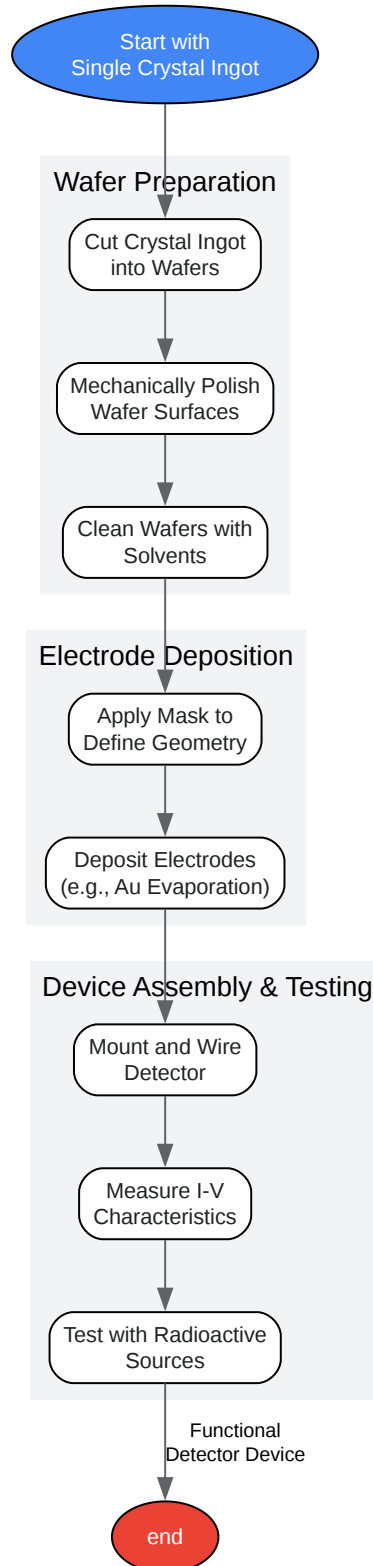 Start with
Single Crystal Ingot
Wafer Preparation
Cut Crystal Ingot
into Wafers
Mechanically Polish
Wafer Surfaces
Clean Wafers with
Solvents
Electrode Deposition
Apply Mask to
Define Geometry
Deposit Electrodes
(e.g., Au Evaporation)
Device Assembly & Testing
Mount and Wire
Detector
Measure I-V
Characteristics
Test with Radioactive
Sources
Functional
Detector Device
end